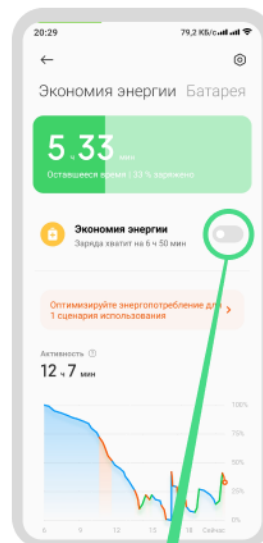 20:29 79,2 КБ/с
Экономия энергии Батарея
5 ч 33 мин
Оставшееся время | 33 % заряжено
Экономия энергии
Заряда хватит на 6 ч 50 мин
Оптимизируйте энергопотребление для
1 сценария использования
Активность
12 ч 7 мин
100%
75%
50%
25%
0%
6 9 12 15 18 Сейчас